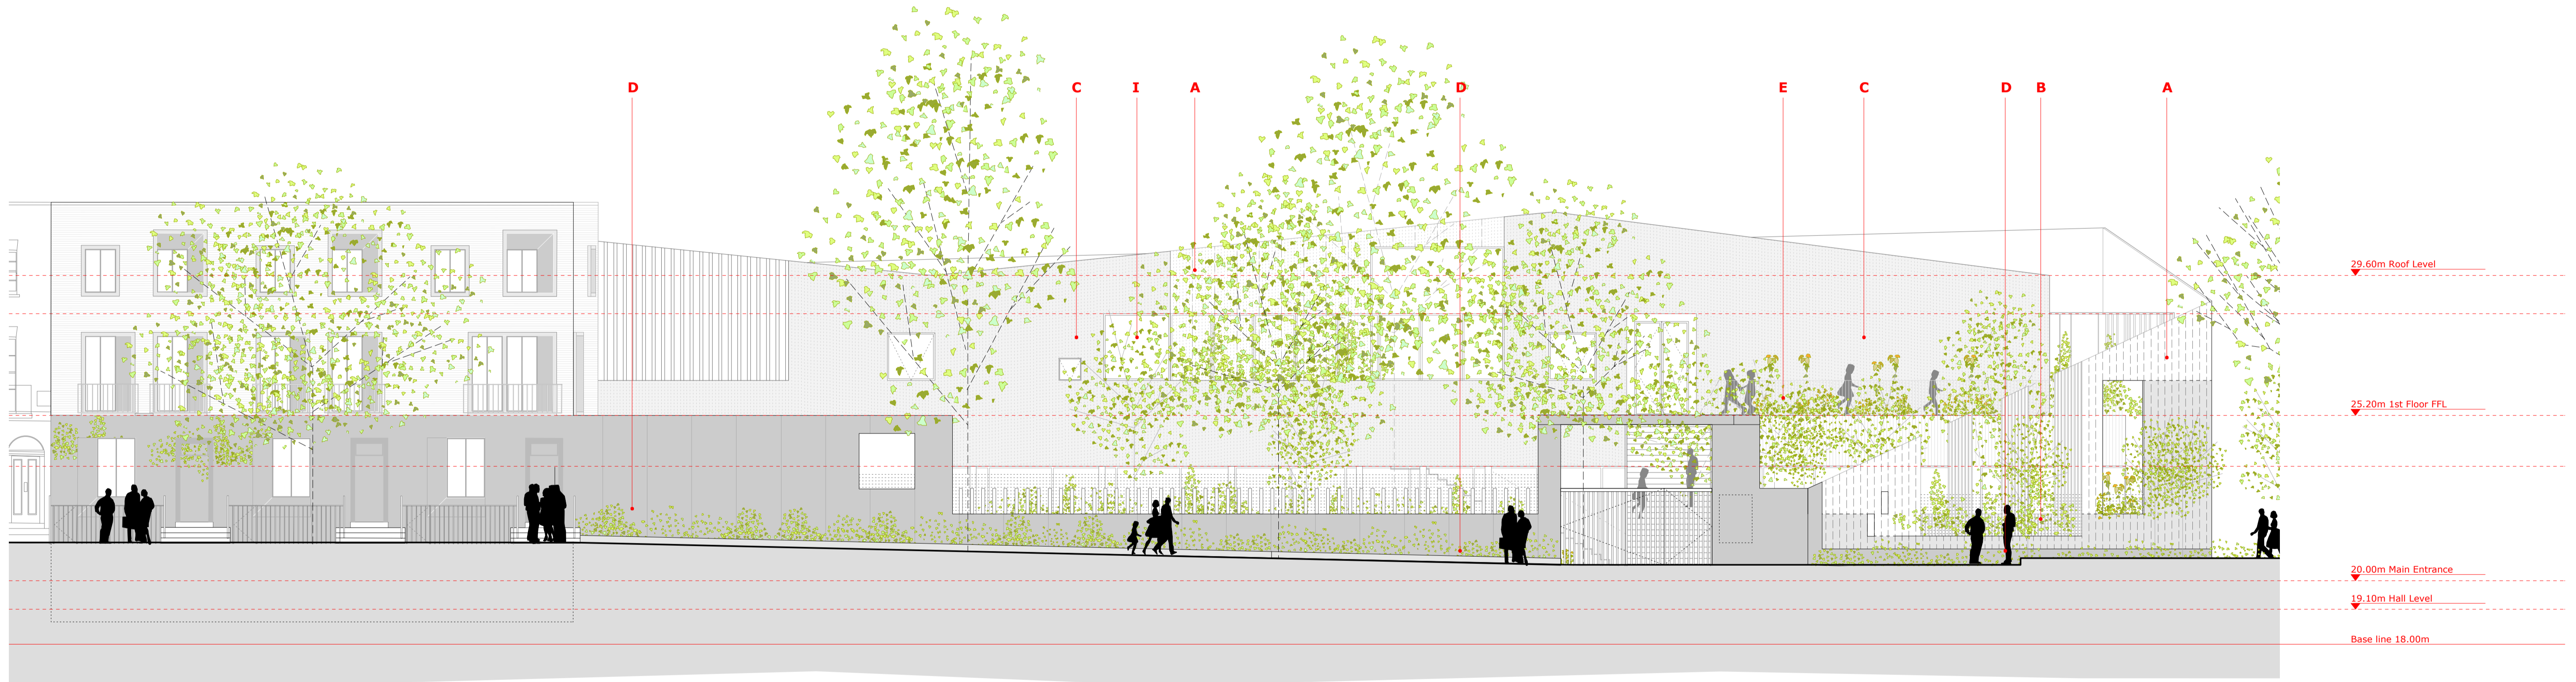 D
C
I
A
D
E
C
D
B
A
29.60m Roof Level
25.20m 1st Floor FFL
20.00m Main Entrance
19.10m Hall Level
Base line 18.00m